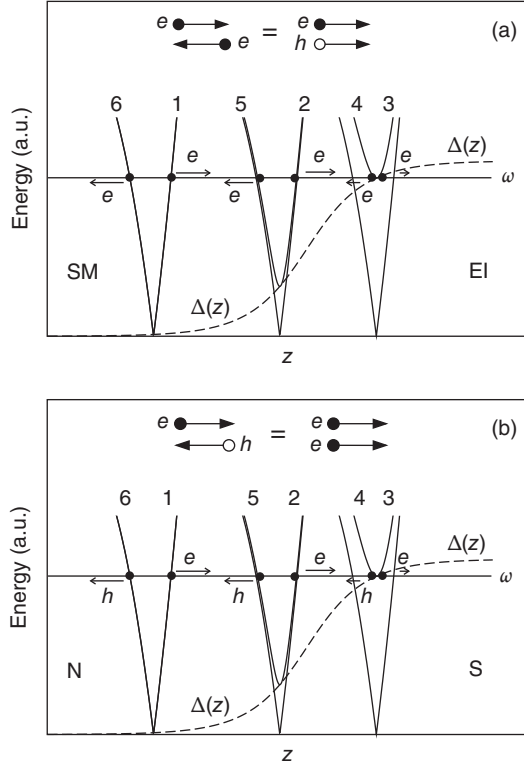 (a)
e e = e h
6 1 5 2 4 3
Δ(z)
e e e
ω
e e e
SM EI
Δ(z)
Energy (a.u.)
z
(b)
e h = e e
6 1 5 2 4 3
Δ(z)
e e e
ω
h h h
N S
Δ(z)
Energy (a.u.)
z